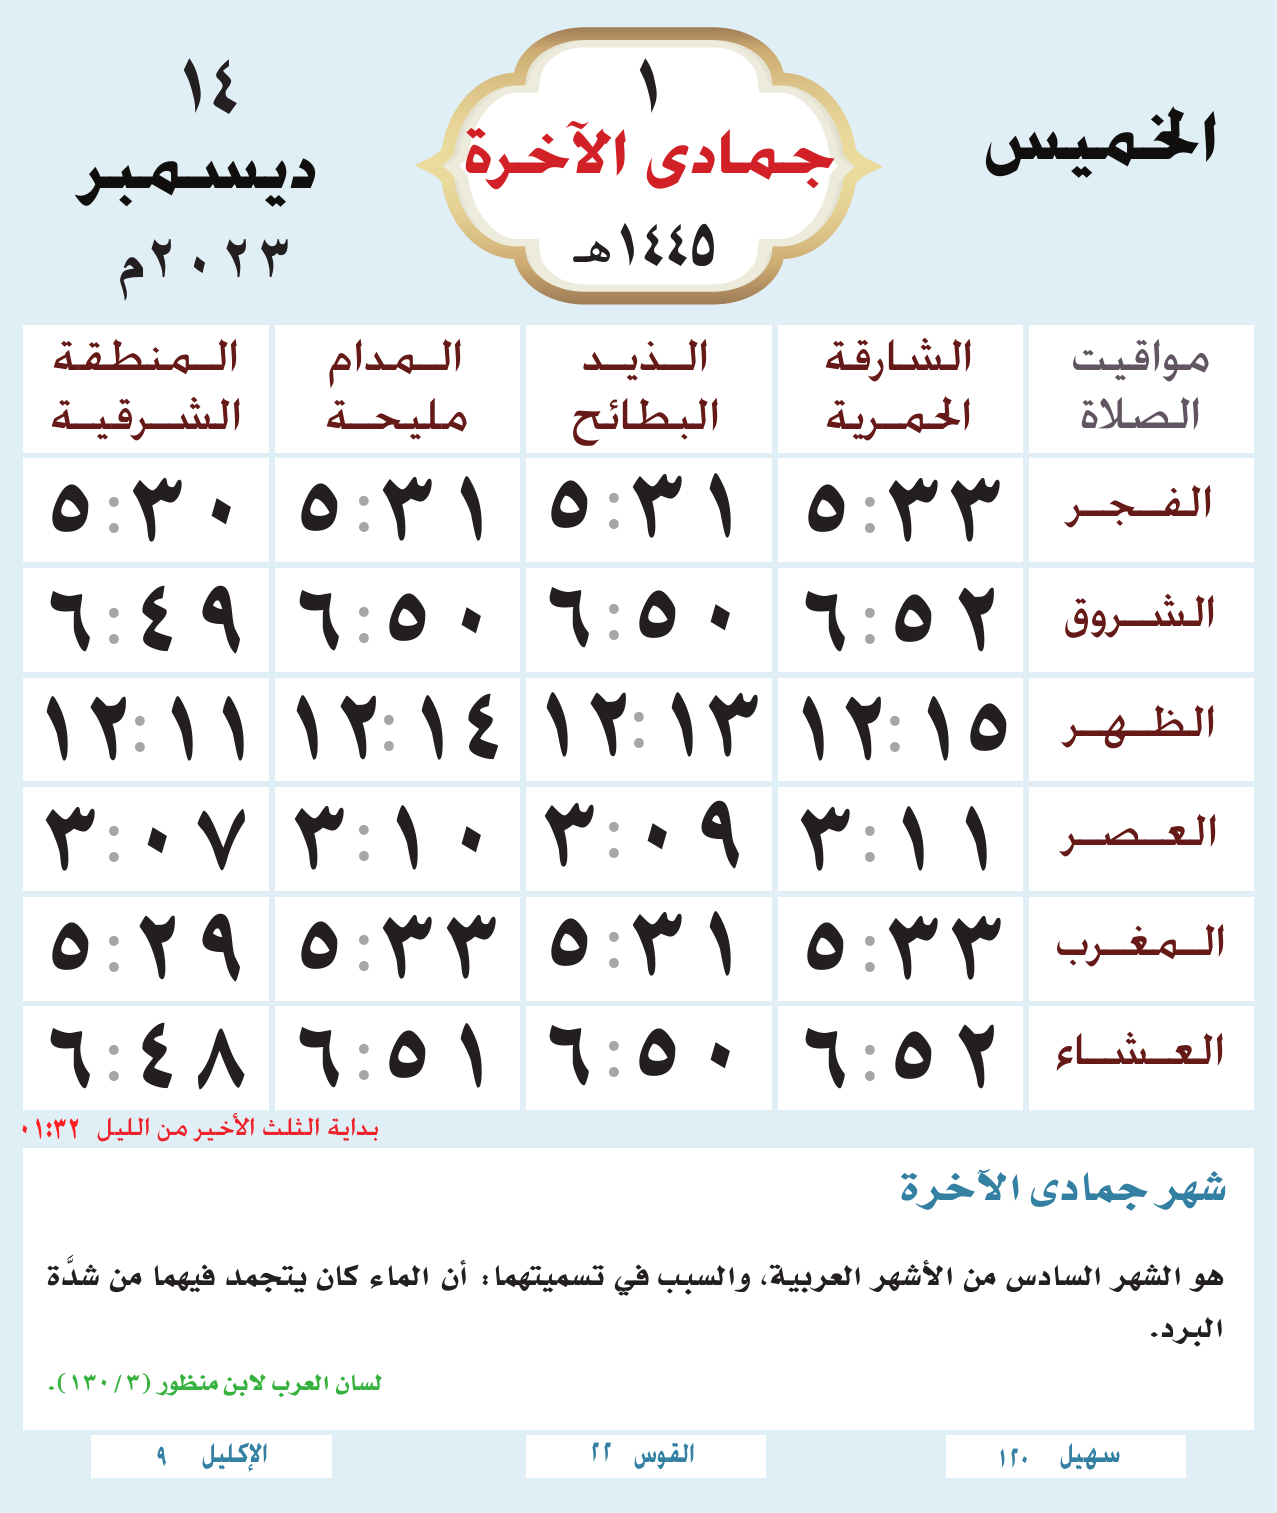 الخميس
١
جمادى الآخرة
١٤٤٥هـ
١٤
ديسمبر
٢٠٢٣م
مواقيت الصلاة
الشارقة الحمرية
الذيد البطائح
المدام مليحة
المنطقة الشرقية
الفجر ٥:٣٣ ٥:٣١ ٥:٣١ ٥:٣٠
الشروق ٦:٥٢ ٦:٥٠ ٦:٥٠ ٦:٤٩
الظهر ١٢:١٥ ١٢:١٣ ١٢:١٤ ١٢:١١
العصر ٣:١١ ٣:٠٩ ٣:١٠ ٣:٠٧
المغرب ٥:٣٣ ٥:٣١ ٥:٣٣ ٥:٢٩
العشاء ٦:٥٢ ٦:٥٠ ٦:٥١ ٦:٤٨
بداية الثلث الأخير من الليل ٠١:٣٢
شهر جمادى الآخرة
هو الشهر السادس من الأشهر العربية، والسبب في تسميتهما: أن الماء كان يتجمد فيهما من شدَّة
البرد.
لسان العرب لابن منظور (٣/ ١٣٠).
سهيل ١٢٠
القوس ٢٢
الإكليل ٩